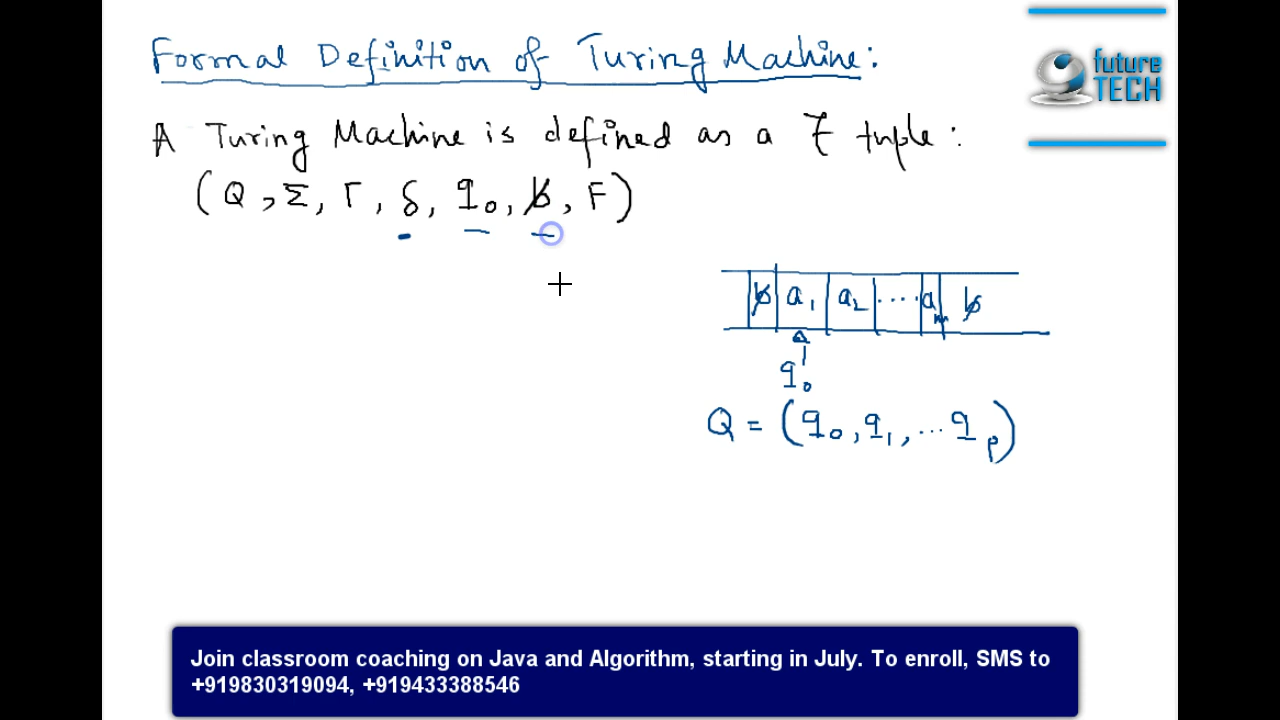 Formal Definition of Turing Machine:
future
TECH
A Turing Machine is defined as a 7 tuple:
(Q, Σ, Γ, δ, q₀, b̸, F)
b̸ a₁ a₂ .... aₘ b̸
q₀
Q = (q₀, q₁, ... qₚ)
Join classroom coaching on Java and Algorithm, starting in July. To enroll, SMS to
+919830319094, +919433388546